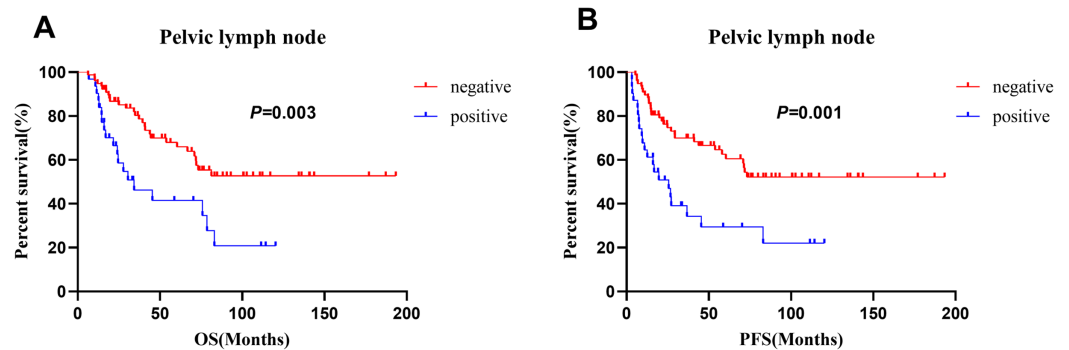 A
Pelvic lymph node
Percent survival(%)
100
80
60
40
20
0
0 50 100 150 200
OS(Months)
P=0.003
negative
positive
B
Pelvic lymph node
Percent survival(%)
100
80
60
40
20
0
0 50 100 150 200
PFS(Months)
P=0.001
negative
positive